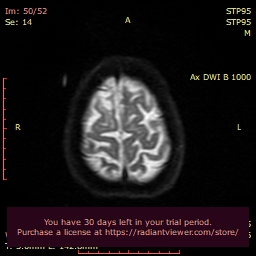 Im: 50/52
STP95
Se: 14
A
STP95
M
Ax DWI B 1000
R
L
You have 30 days left in your trial period.
Purchase a license at https://radiantviewer.com/store/